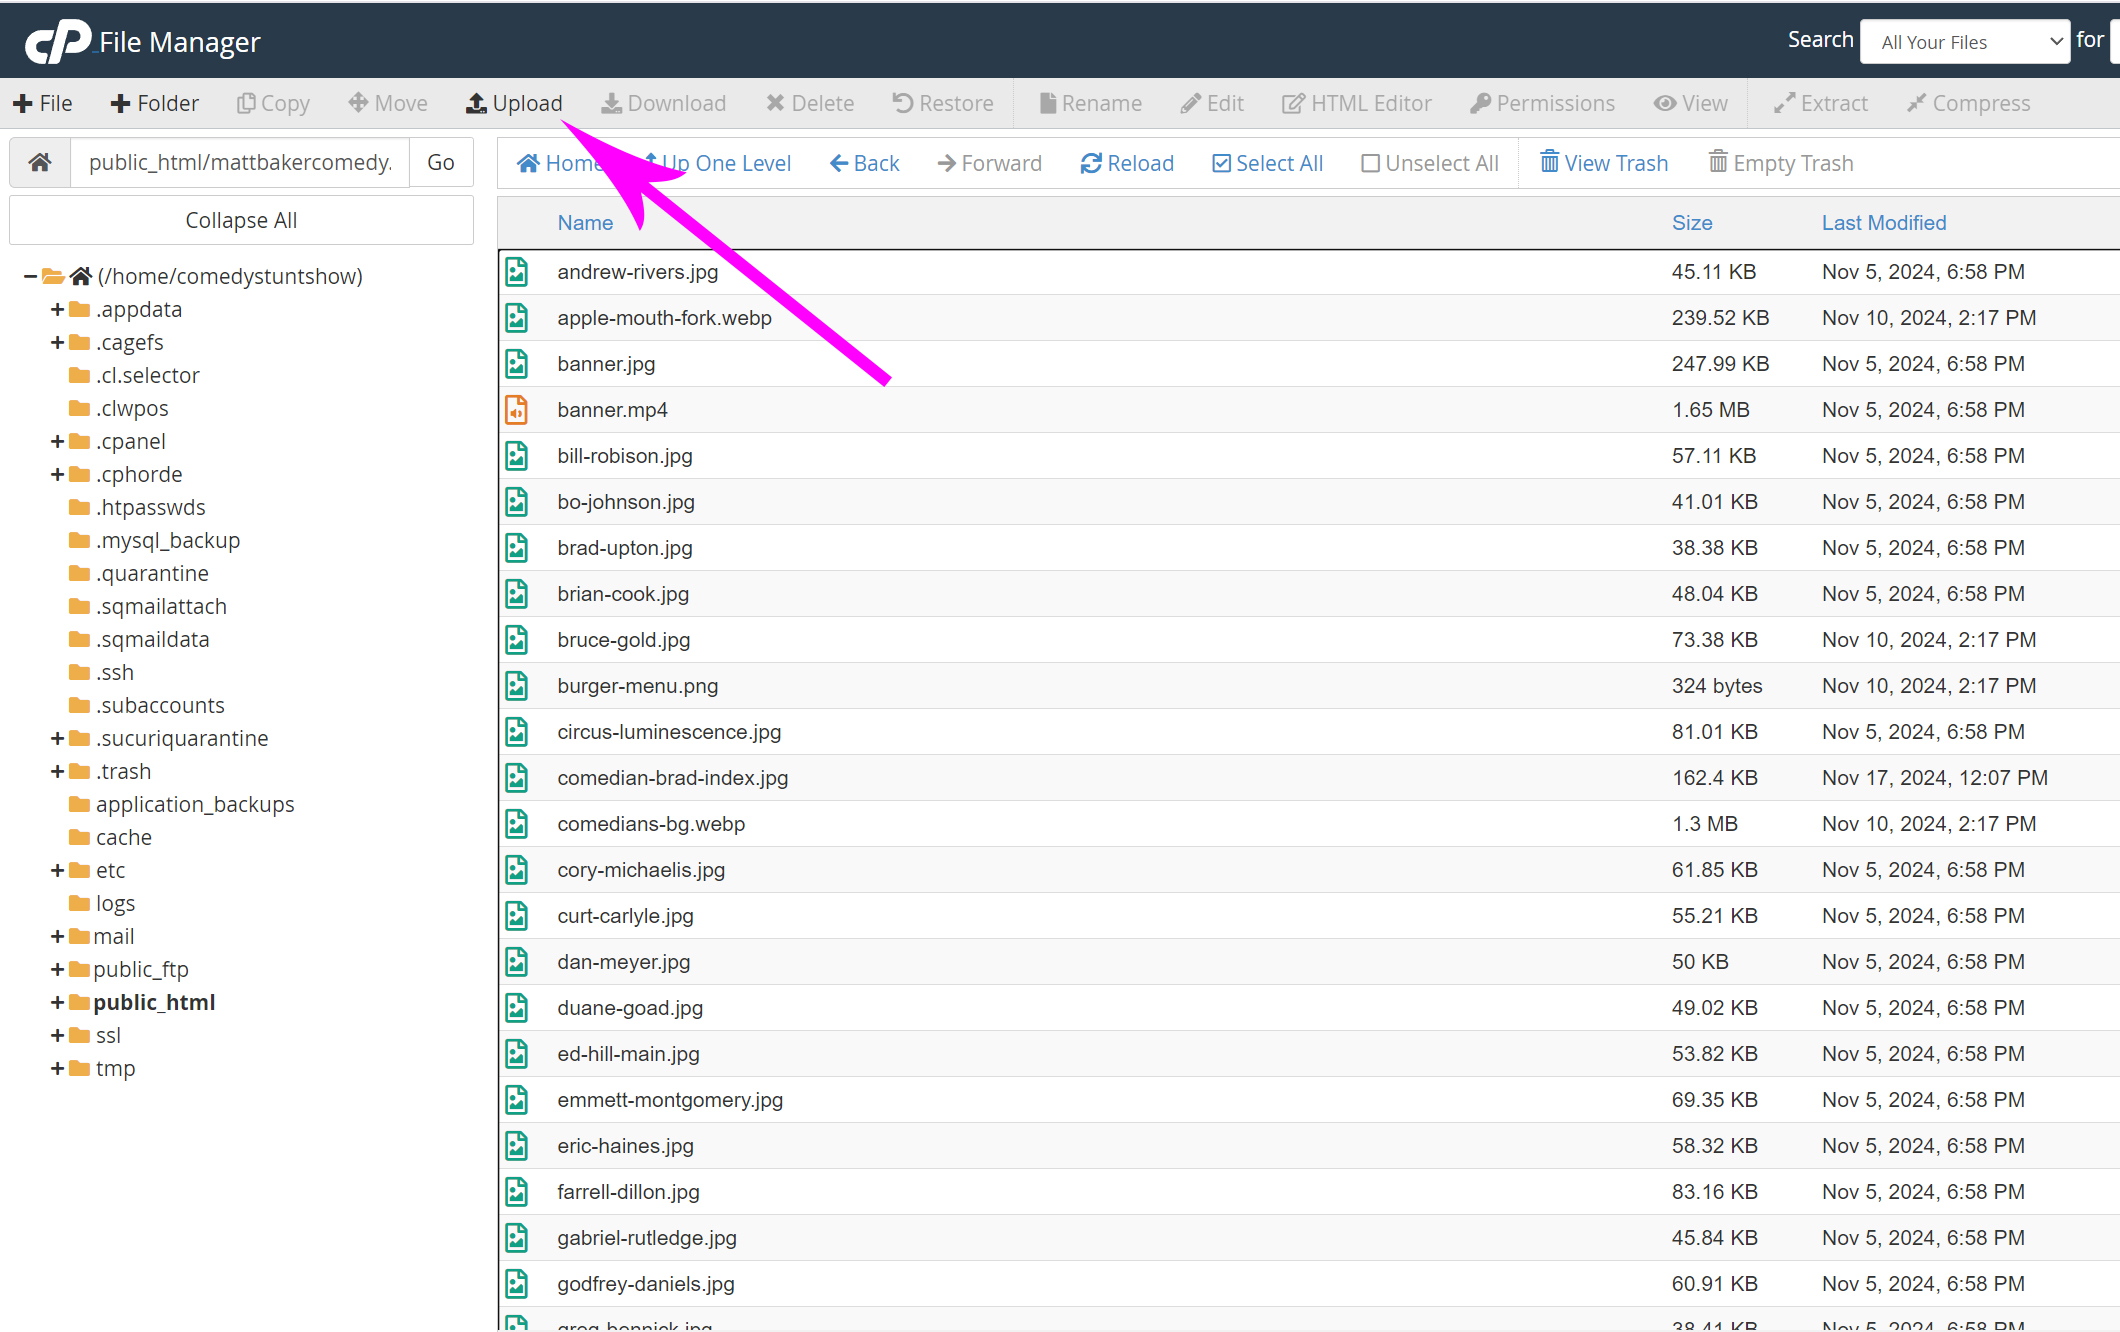 cP File Manager Search All Your Files for
File Folder Copy Move Upload Download Delete Restore Rename Edit HTML Editor Permissions View Extract Compress
public_html/mattbakercomedy. Go Home Up One Level Back Forward Reload Select All Unselect All View Trash Empty Trash
Collapse All
Name Size Last Modified
(/home/comedystuntshow)
.appdata
.cagefs
.cl.selector
.clwpos
.cpanel
.cphorde
.htpasswds
.mysql_backup
.quarantine
.sqmailattach
.sqmaildata
.ssh
.subaccounts
.sucuriquarantine
.trash
application_backups
cache
etc
logs
mail
public_ftp
public_html
ssl
tmp
andrew-rivers.jpg 45.11 KB Nov 5, 2024, 6:58 PM
apple-mouth-fork.webp 239.52 KB Nov 10, 2024, 2:17 PM
banner.jpg 247.99 KB Nov 5, 2024, 6:58 PM
banner.mp4 1.65 MB Nov 5, 2024, 6:58 PM
bill-robison.jpg 57.11 KB Nov 5, 2024, 6:58 PM
bo-johnson.jpg 41.01 KB Nov 5, 2024, 6:58 PM
brad-upton.jpg 38.38 KB Nov 5, 2024, 6:58 PM
brian-cook.jpg 48.04 KB Nov 5, 2024, 6:58 PM
bruce-gold.jpg 73.38 KB Nov 10, 2024, 2:17 PM
burger-menu.png 324 bytes Nov 10, 2024, 2:17 PM
circus-luminescence.jpg 81.01 KB Nov 5, 2024, 6:58 PM
comedian-brad-index.jpg 162.4 KB Nov 17, 2024, 12:07 PM
comedians-bg.webp 1.3 MB Nov 10, 2024, 2:17 PM
cory-michaelis.jpg 61.85 KB Nov 5, 2024, 6:58 PM
curt-carlyle.jpg 55.21 KB Nov 5, 2024, 6:58 PM
dan-meyer.jpg 50 KB Nov 5, 2024, 6:58 PM
duane-goad.jpg 49.02 KB Nov 5, 2024, 6:58 PM
ed-hill-main.jpg 53.82 KB Nov 5, 2024, 6:58 PM
emmett-montgomery.jpg 69.35 KB Nov 5, 2024, 6:58 PM
eric-haines.jpg 58.32 KB Nov 5, 2024, 6:58 PM
farrell-dillon.jpg 83.16 KB Nov 5, 2024, 6:58 PM
gabriel-rutledge.jpg 45.84 KB Nov 5, 2024, 6:58 PM
godfrey-daniels.jpg 60.91 KB Nov 5, 2024, 6:58 PM
greg-bennick.jpg 38.41 KB Nov 5, 2024, 6:58 PM